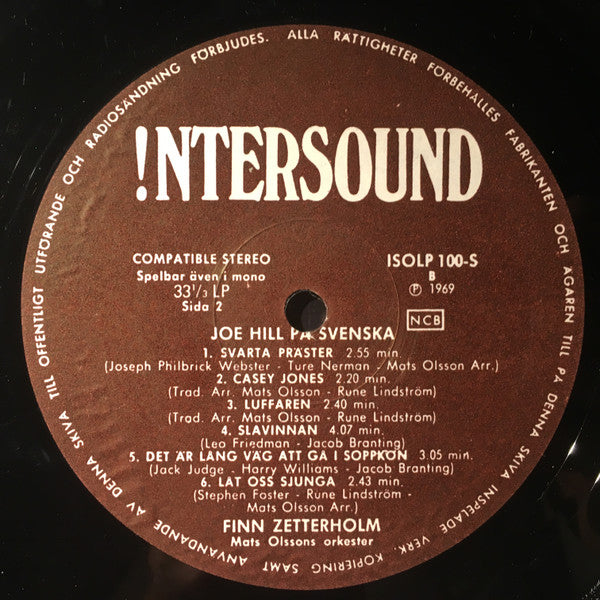 ALLA RÄTTIGHETER FÖRBEHÅLLES FABRIKANTEN OCH ÄGAREN TILL PÅ DENNA SKIVA INSPELADE VERK. KOPIERING SAMT ANVÄNDANDE AV DENNA SKIVA TILL OFFENTLIGT UTFÖRANDE OCH RADIOSÄNDNING FÖRBJUDES.
!NTERSOUND
COMPATIBLE STEREO
Spelbar även i mono
33 1/3 LP
Sida 2
ISOLP 100-S
B
Ⓟ 1969
NCB
JOE HILL PÅ SVENSKA
1. SVARTA PRÄSTER 2.55 min.
(Joseph Philbrick Webster - Ture Nerman - Mats Olsson Arr.)
2. CASEY JONES 2.20 min.
(Trad. Arr. Mats Olsson - Rune Lindström)
3. LUFFAREN 2.40 min.
(Trad. Arr. Mats Olsson - Rune Lindström)
4. SLAVINNAN 4.07 min.
(Leo Friedman - Jacob Branting)
5. DET ÄR LÅNG VÄG ATT GÅ I SOPPKÖN 3.05 min.
(Jack Judge - Harry Williams - Jacob Branting)
6. LÅT OSS SJUNGA 2.43 min.
(Stephen Foster - Rune Lindström -
Mats Olsson Arr.)
FINN ZETTERHOLM
Mats Olssons orkester